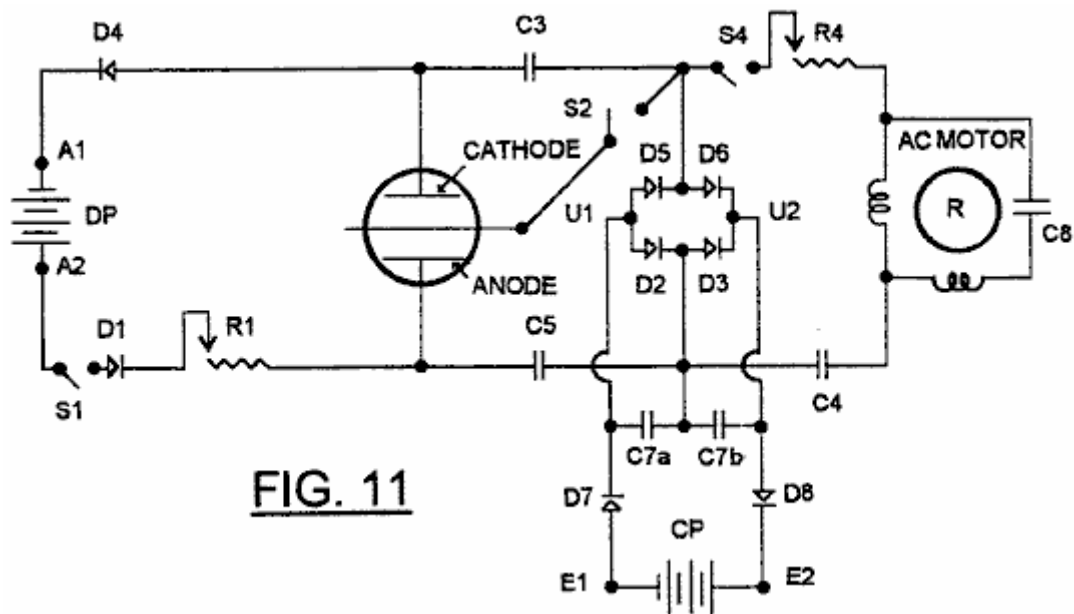 D4
C3
S4
R4
S2
A1
CATHODE
D5 D6
AC MOTOR
DP
U1
U2
R
C8
A2
ANODE
D2 D3
D1
R1
C5
S1
C4
C7a C7b
FIG. 11
D7
D8
CP
E1
E2